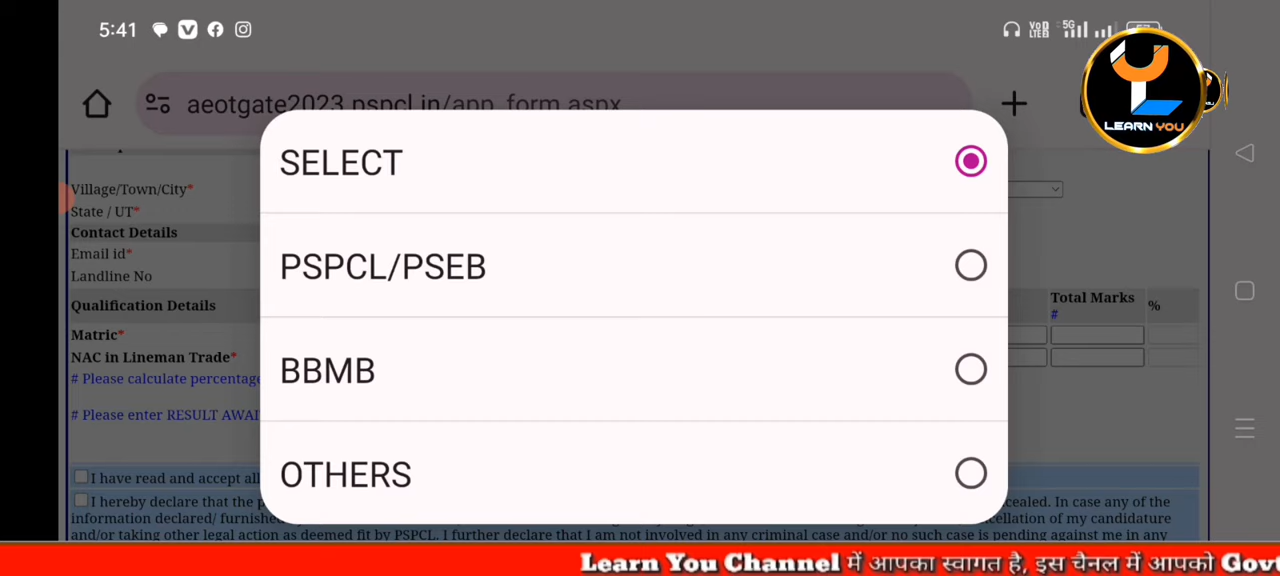 5:41
VoD LTE 5G
aeotgate2023.pspcl.in/app_form.aspx
LEARN YOU
SELECT
PSPCL/PSEB
BBMB
OTHERS
Village/Town/City*
State / UT*
Contact Details
Email id*
Landline No
Qualification Details
Total Marks #
%
Matric*
NAC in Lineman Trade*
# Please calculate percentage
# Please enter RESULT AWAI
I have read and accept all
I hereby declare that the p
cealed. In case any of the
information declared/ furnished
cellation of my candidature
and/or taking other legal action as deemed fit by PSPCL. I further declare that I am not involved in any criminal case and/or no such case is pending against me in any
Learn You Channel में आपका स्वागत है, इस चैनल में आपको Gov